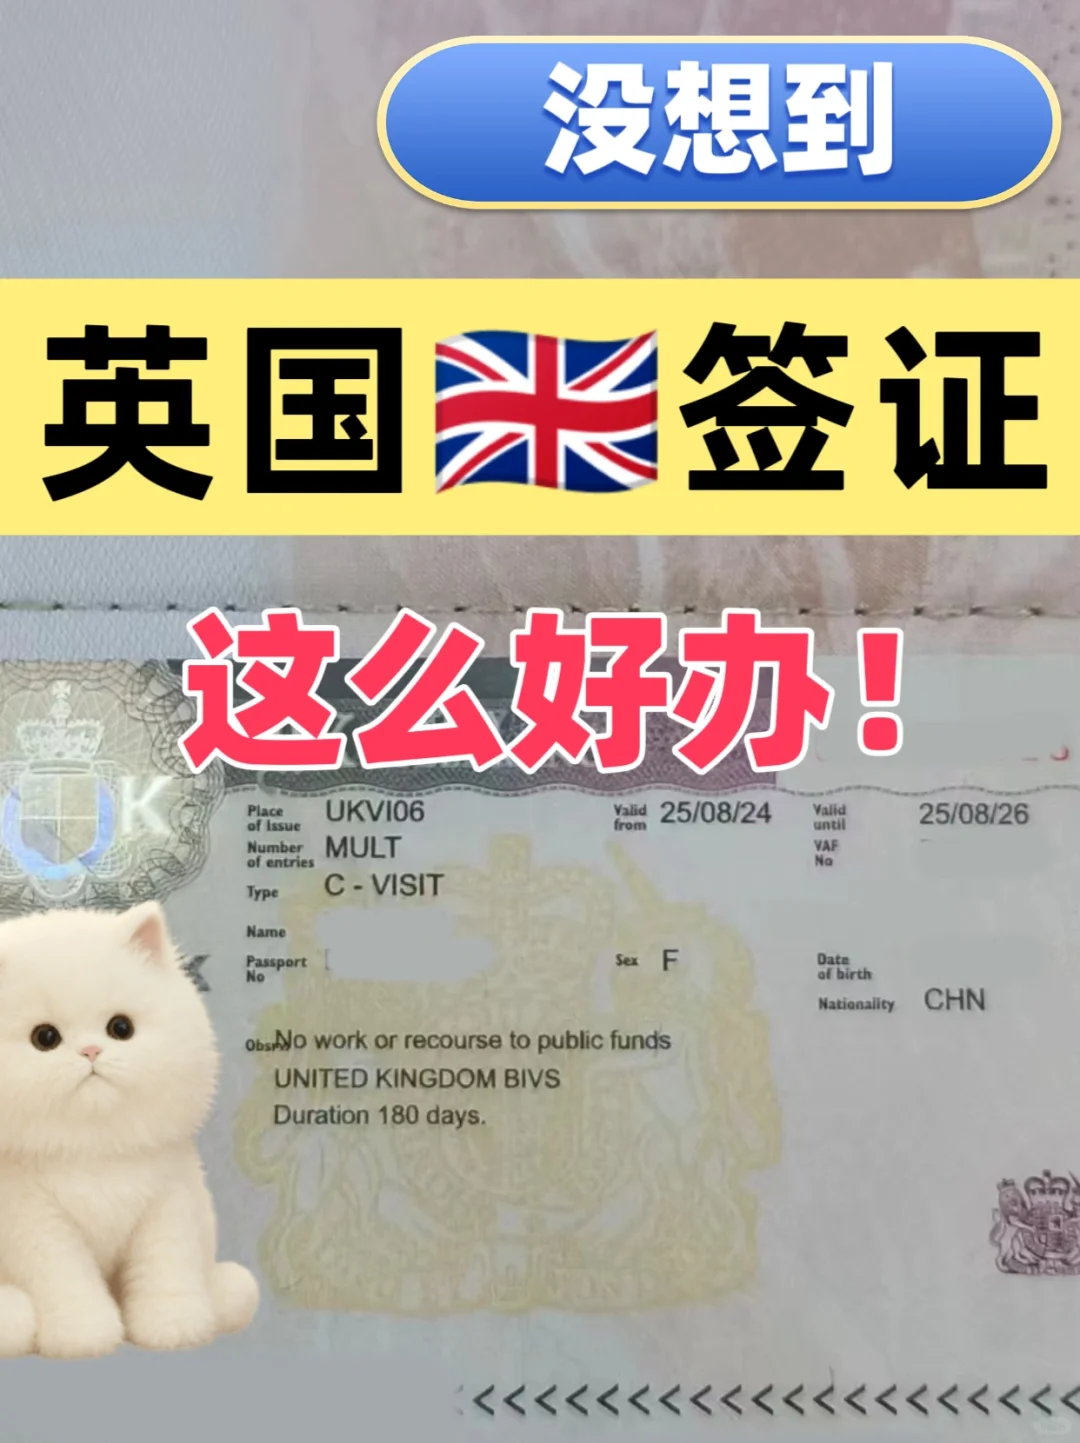 没想到
英国🇬🇧签证
这么好办！
K
Place of Issue UKVI06 Valid from 25/08/24 Valid until 25/08/26
Number of entries MULT VAF No
Type C - VISIT
Name
Passport No Sex F Date of birth
Nationality CHN
Obsrvs No work or recourse to public funds
UNITED KINGDOM BIVS
Duration 180 days.
<<<<<<<<<<<<<<<<<<<<